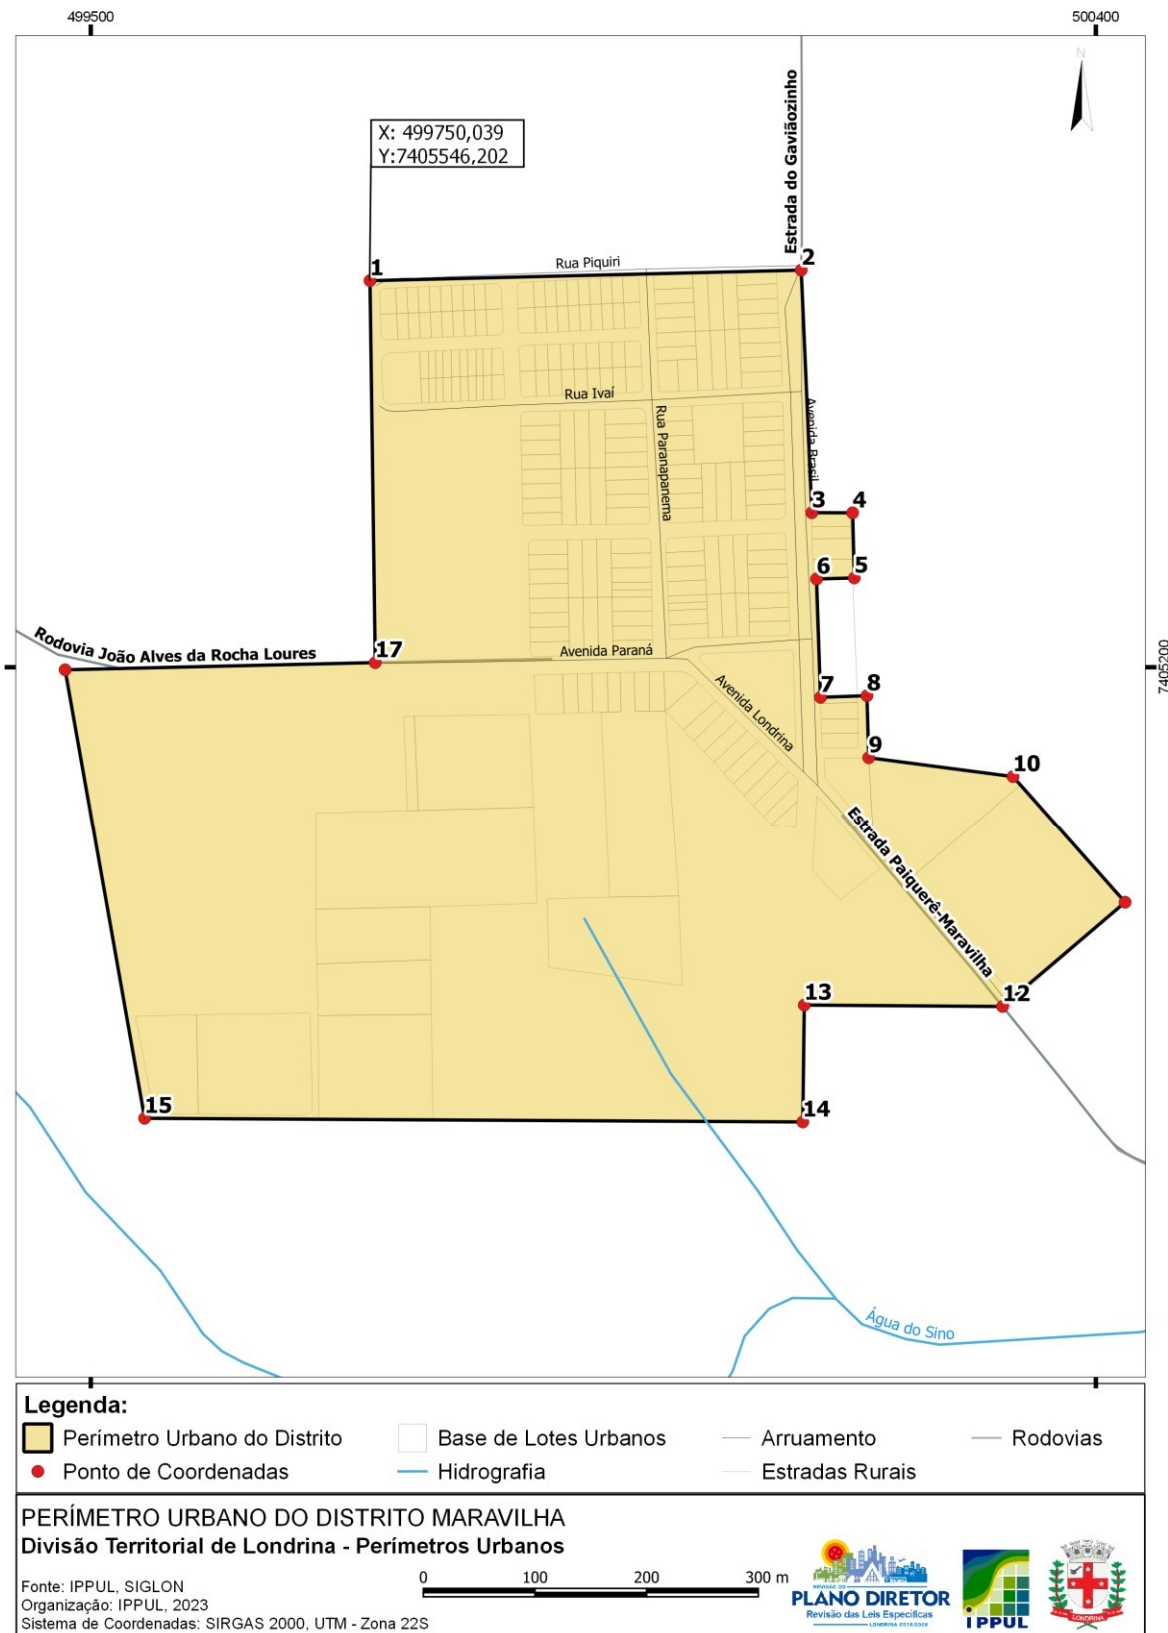 499500
500400
N
Estrada do Gaviãozinho
X: 499750,039
Y:7405546,202
1
Rua Piquiri
2
Rua Ivaí
Rua Paranapanema
Avenida Brasil
3
4
6
5
Rodovia João Alves da Rocha Loures
17
Avenida Paraná
7405200
Avenida Londrina
7
8
9
10
Estrada Paiquerê-Maravilha
13
12
15
14
Água do Sino
Legenda:
Perímetro Urbano do Distrito
Base de Lotes Urbanos
Arruamento
Rodovias
Ponto de Coordenadas
Hidrografia
Estradas Rurais
PERÍMETRO URBANO DO DISTRITO MARAVILHA
Divisão Territorial de Londrina - Perímetros Urbanos
Fonte: IPPUL, SIGLON
Organização: IPPUL, 2023
Sistema de Coordenadas: SIRGAS 2000, UTM - Zona 22S
0 100 200 300 m
REVISÃO DO
PLANO DIRETOR
Revisão das Leis Específicas
IPPUL
LONDRINA